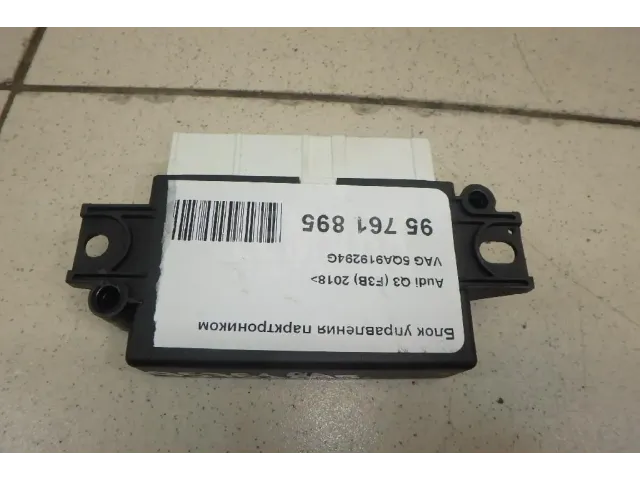 Блок управления парктроником
Audi Q3 (F3B) 2018>
VAG 5QA919294G
95 761 895